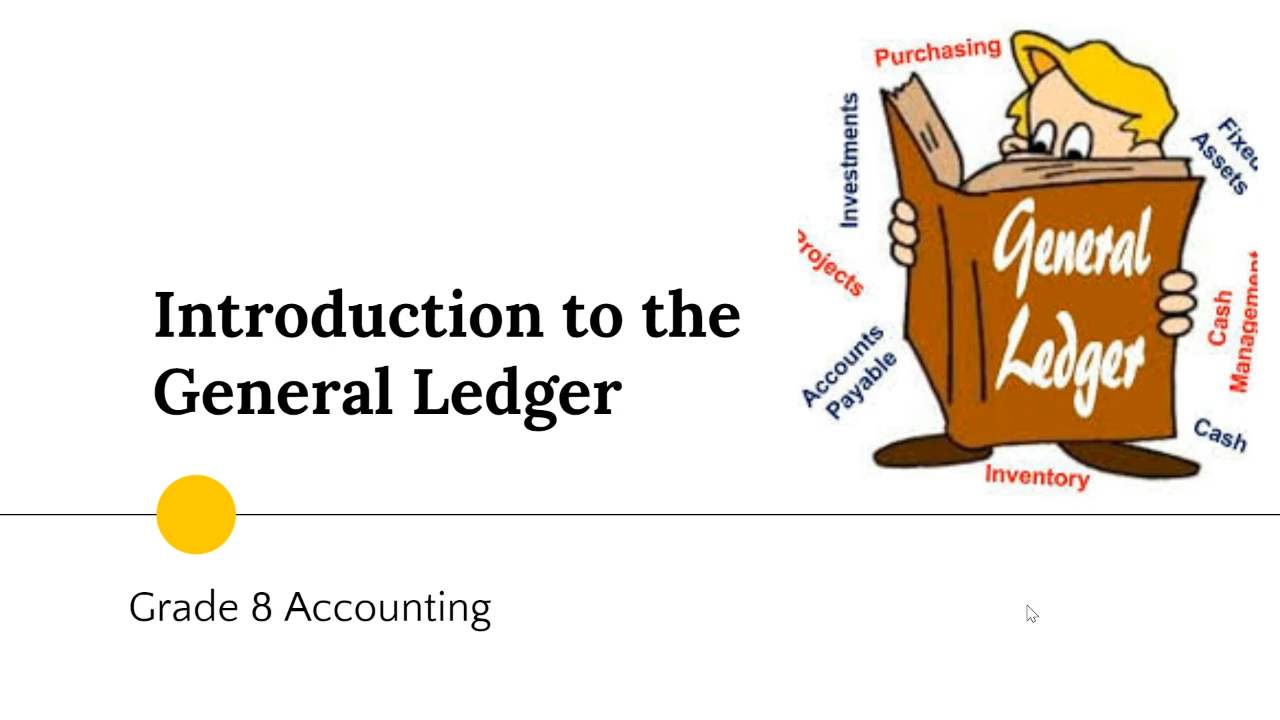 Purchasing
Investments
Fixed
Assets
Projects
General
Ledger
Cash
Management
Accounts
Payable
Cash
Inventory
Introduction to the
General Ledger
Grade 8 Accounting